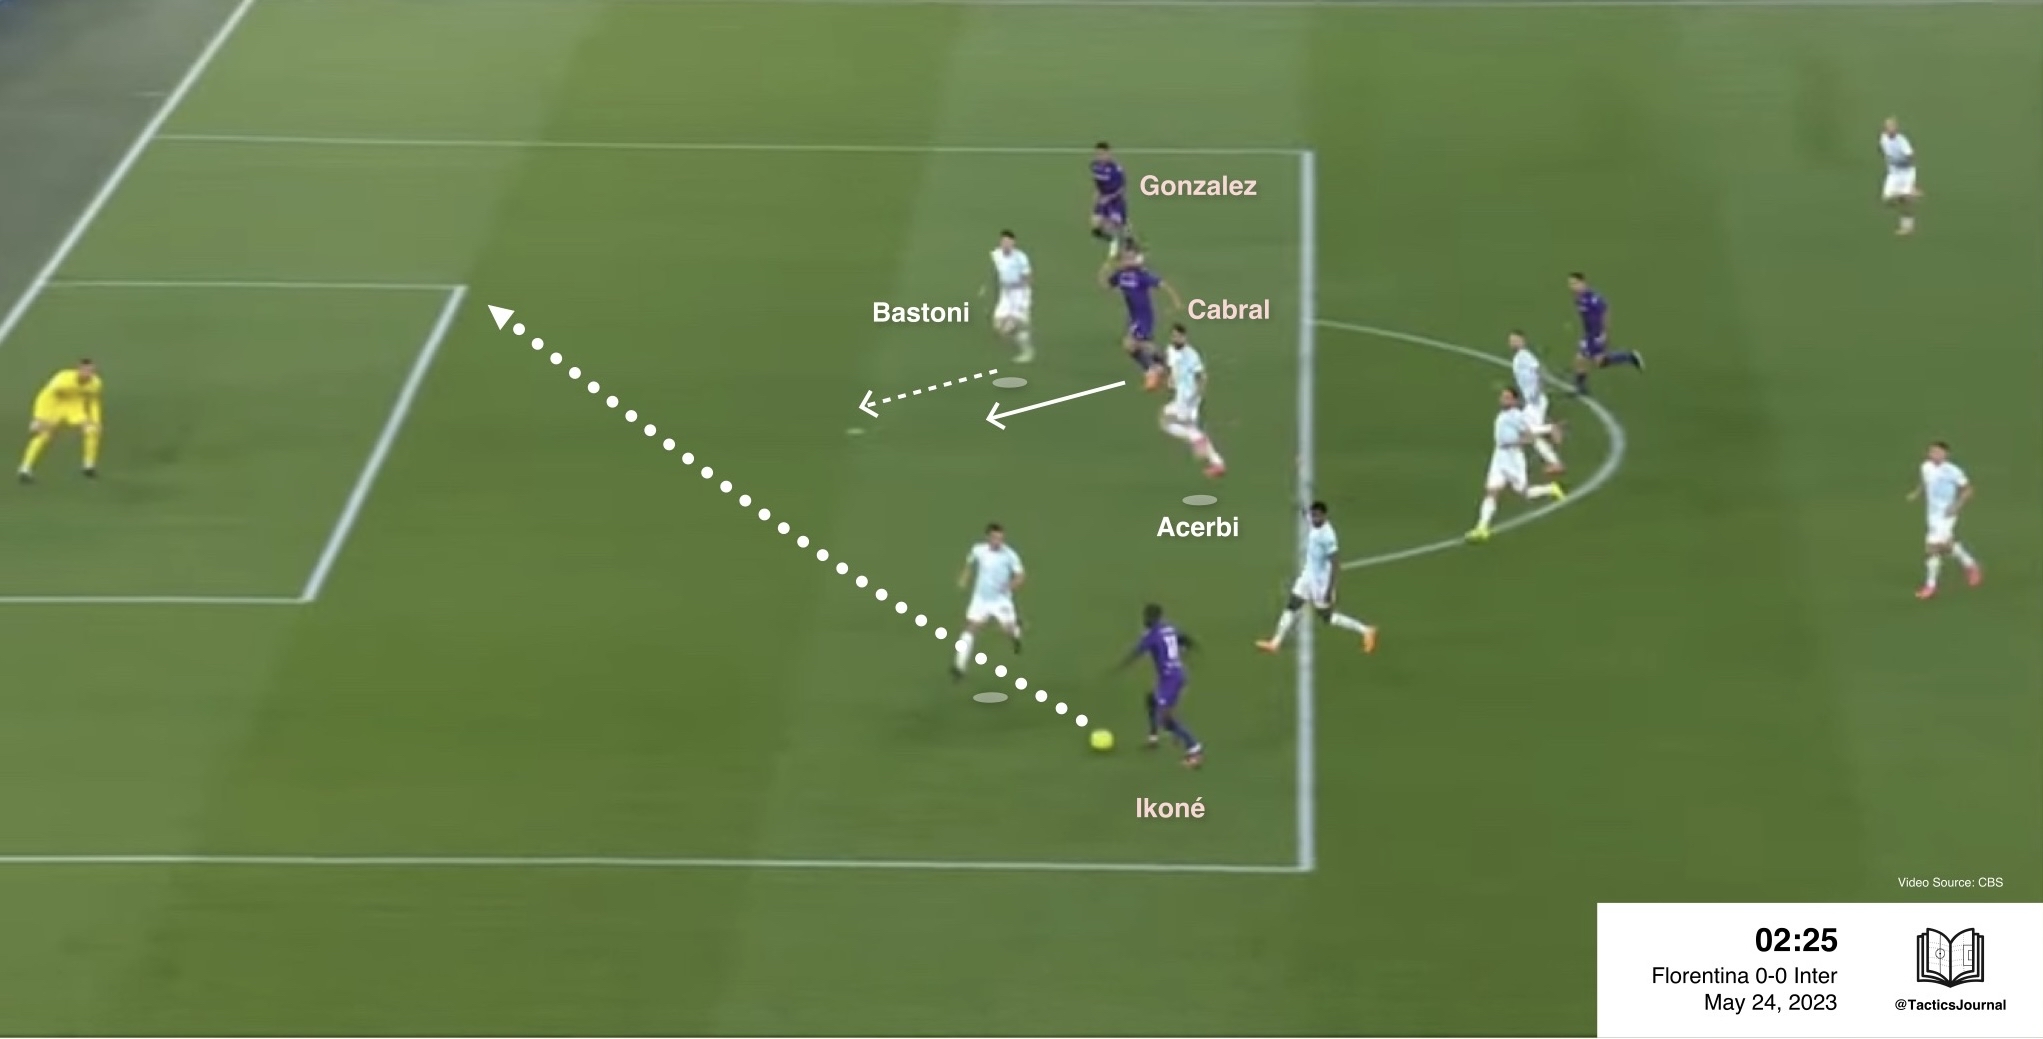 Gonzalez
Bastoni
Cabral
Acerbi
Ikoné
Video Source: CBS
02:25
Florentina 0-0 Inter
May 24, 2023
@TacticsJournal